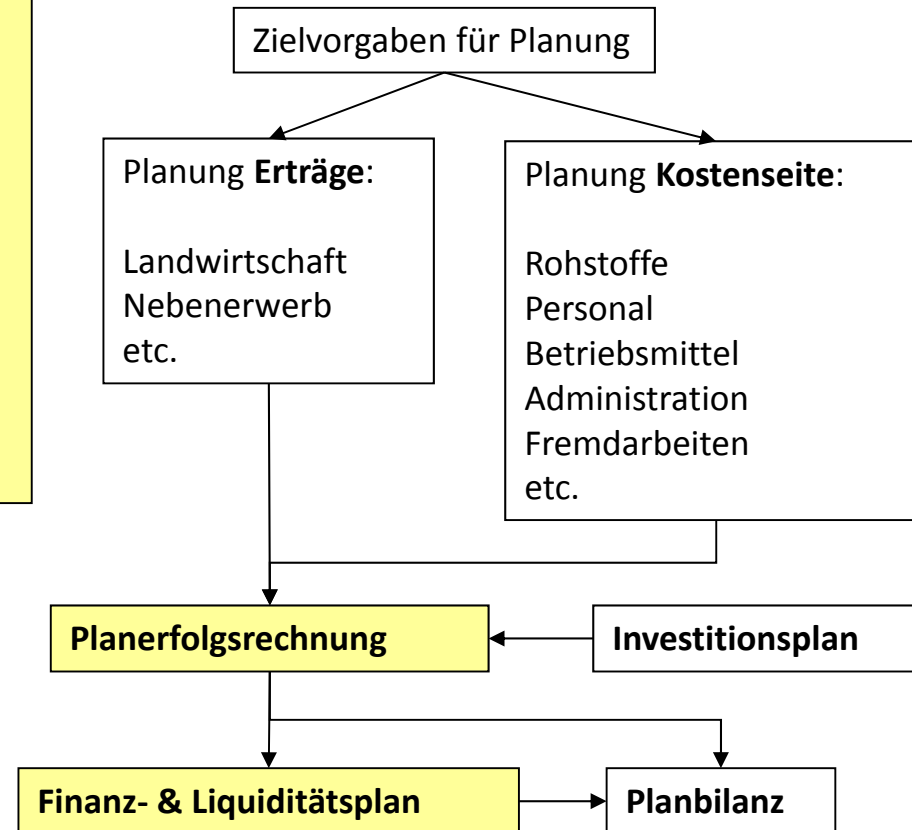 Zielvorgaben für Planung
Planung Erträge:
Landwirtschaft
Nebenerwerb
etc.
Planung Kostenseite:
Rohstoffe
Personal
Betriebsmittel
Administration
Fremdarbeiten
etc.
Planerfolgsrechnung
Investitionsplan
Finanz- & Liquiditätsplan
Planbilanz